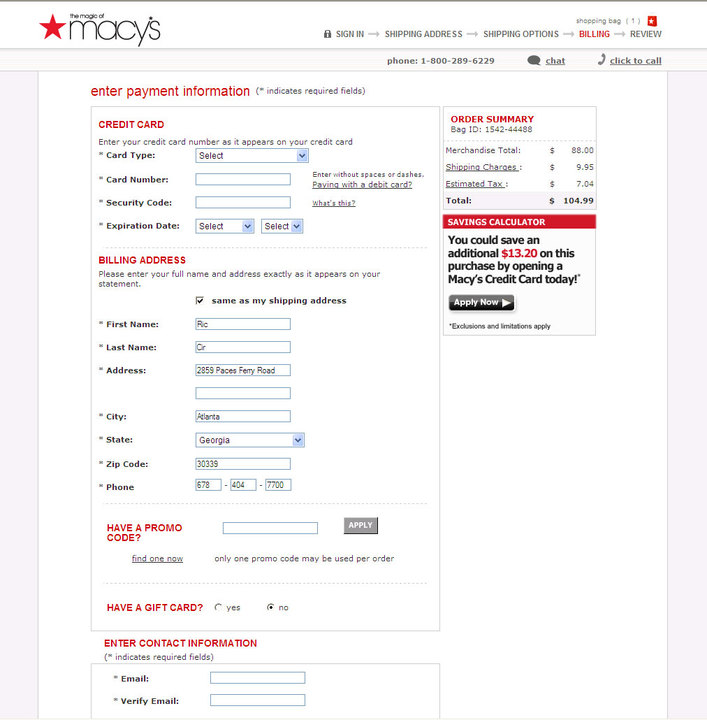 the magic of
macy's
shopping bag ( 1 )
SIGN IN → SHIPPING ADDRESS → SHIPPING OPTIONS → BILLING → REVIEW
phone: 1-800-289-6229 chat click to call
enter payment information (* indicates required fields)
CREDIT CARD
Enter your credit card number as it appears on your credit card
* Card Type: Select
* Card Number: Enter without spaces or dashes.
Paying with a debit card?
* Security Code: What's this?
* Expiration Date: Select Select
BILLING ADDRESS
Please enter your full name and address exactly as it appears on your
statement.
same as my shipping address
* First Name: Ric
* Last Name: Cir
* Address: 2859 Paces Ferry Road
* City: Atlanta
* State: Georgia
* Zip Code: 30339
* Phone 678 - 404 - 7700
HAVE A PROMO
CODE? APPLY
find one now only one promo code may be used per order
HAVE A GIFT CARD? yes no
ENTER CONTACT INFORMATION
(* indicates required fields)
* Email:
* Verify Email:
ORDER SUMMARY
Bag ID: 1542-44488
Merchandise Total: $ 88.00
Shipping Charges : $ 9.95
Estimated Tax : $ 7.04
Total: $ 104.99
SAVINGS CALCULATOR
You could save an
additional $13.20 on this
purchase by opening a
Macy's Credit Card today!*
Apply Now
*Exclusions and limitations apply